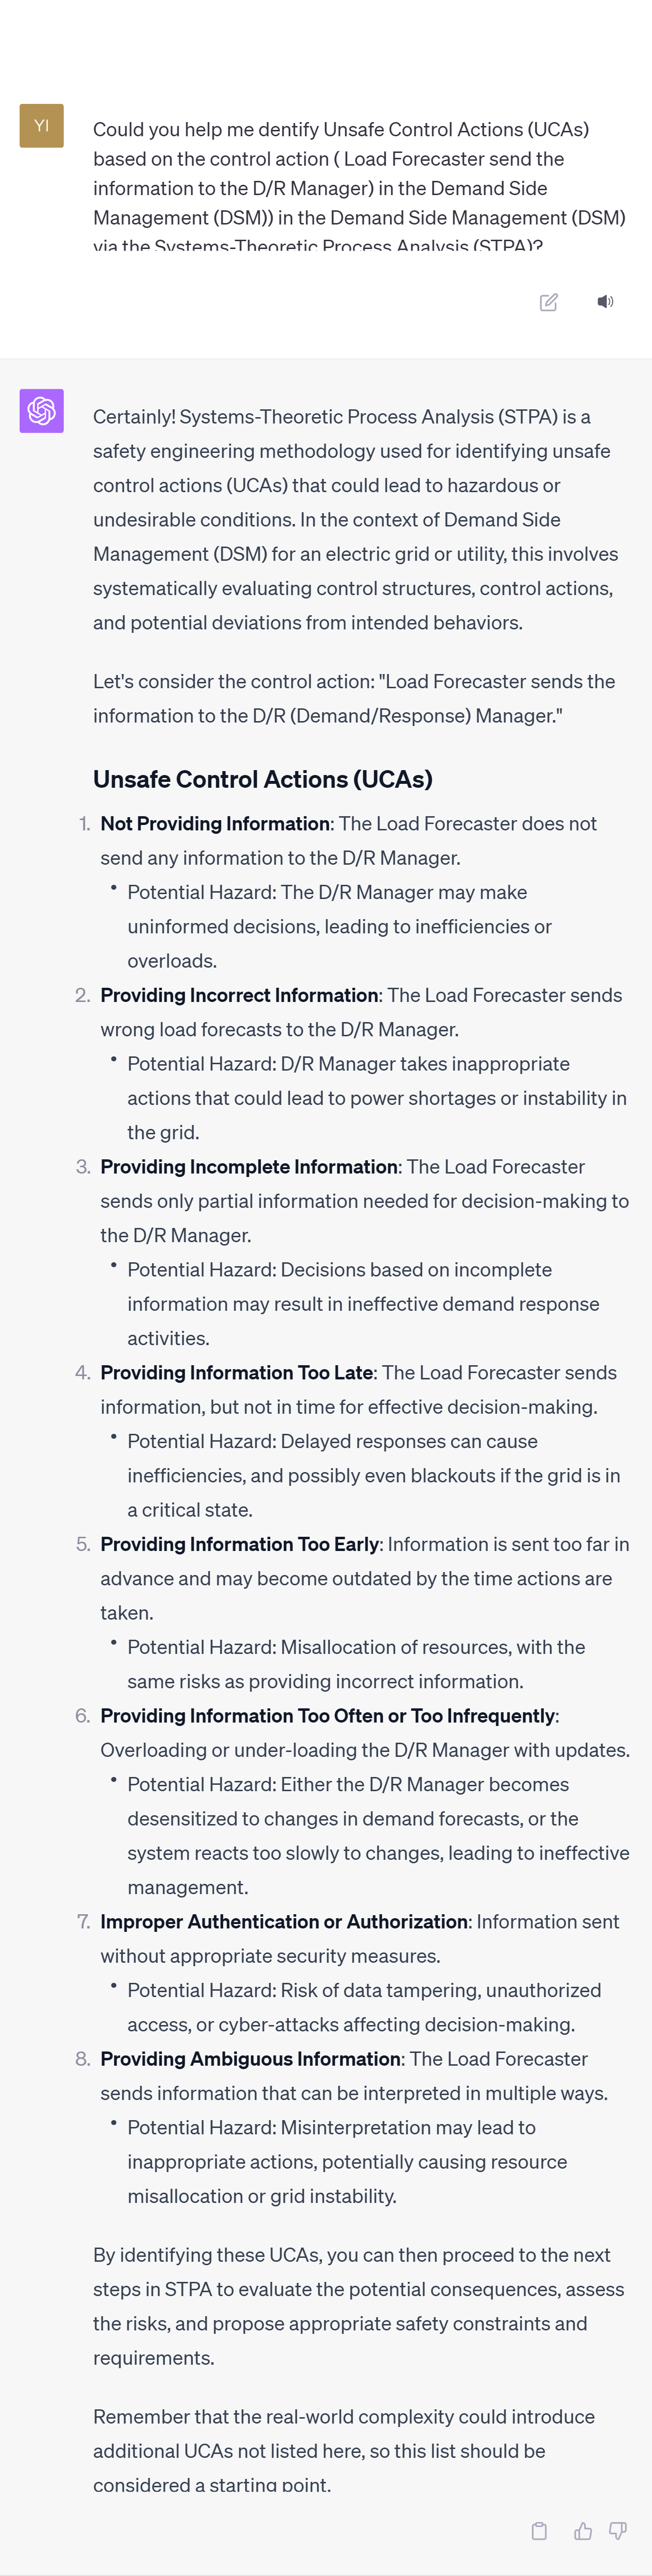 YI
Could you help me dentify Unsafe Control Actions (UCAs)
based on the control action ( Load Forecaster send the
information to the D/R Manager) in the Demand Side
Management (DSM)) in the Demand Side Management (DSM)
via the Systems-Theoretic Process Analysis (STPA)?
Certainly! Systems-Theoretic Process Analysis (STPA) is a
safety engineering methodology used for identifying unsafe
control actions (UCAs) that could lead to hazardous or
undesirable conditions. In the context of Demand Side
Management (DSM) for an electric grid or utility, this involves
systematically evaluating control structures, control actions,
and potential deviations from intended behaviors.
Let's consider the control action: "Load Forecaster sends the
information to the D/R (Demand/Response) Manager."
Unsafe Control Actions (UCAs)
1. Not Providing Information: The Load Forecaster does not
send any information to the D/R Manager.
• Potential Hazard: The D/R Manager may make
uninformed decisions, leading to inefficiencies or
overloads.
2. Providing Incorrect Information: The Load Forecaster sends
wrong load forecasts to the D/R Manager.
• Potential Hazard: D/R Manager takes inappropriate
actions that could lead to power shortages or instability in
the grid.
3. Providing Incomplete Information: The Load Forecaster
sends only partial information needed for decision-making to
the D/R Manager.
• Potential Hazard: Decisions based on incomplete
information may result in ineffective demand response
activities.
4. Providing Information Too Late: The Load Forecaster sends
information, but not in time for effective decision-making.
• Potential Hazard: Delayed responses can cause
inefficiencies, and possibly even blackouts if the grid is in
a critical state.
5. Providing Information Too Early: Information is sent too far in
advance and may become outdated by the time actions are
taken.
• Potential Hazard: Misallocation of resources, with the
same risks as providing incorrect information.
6. Providing Information Too Often or Too Infrequently:
Overloading or under-loading the D/R Manager with updates.
• Potential Hazard: Either the D/R Manager becomes
desensitized to changes in demand forecasts, or the
system reacts too slowly to changes, leading to ineffective
management.
7. Improper Authentication or Authorization: Information sent
without appropriate security measures.
• Potential Hazard: Risk of data tampering, unauthorized
access, or cyber-attacks affecting decision-making.
8. Providing Ambiguous Information: The Load Forecaster
sends information that can be interpreted in multiple ways.
• Potential Hazard: Misinterpretation may lead to
inappropriate actions, potentially causing resource
misallocation or grid instability.
By identifying these UCAs, you can then proceed to the next
steps in STPA to evaluate the potential consequences, assess
the risks, and propose appropriate safety constraints and
requirements.
Remember that the real-world complexity could introduce
additional UCAs not listed here, so this list should be
considered a starting point.